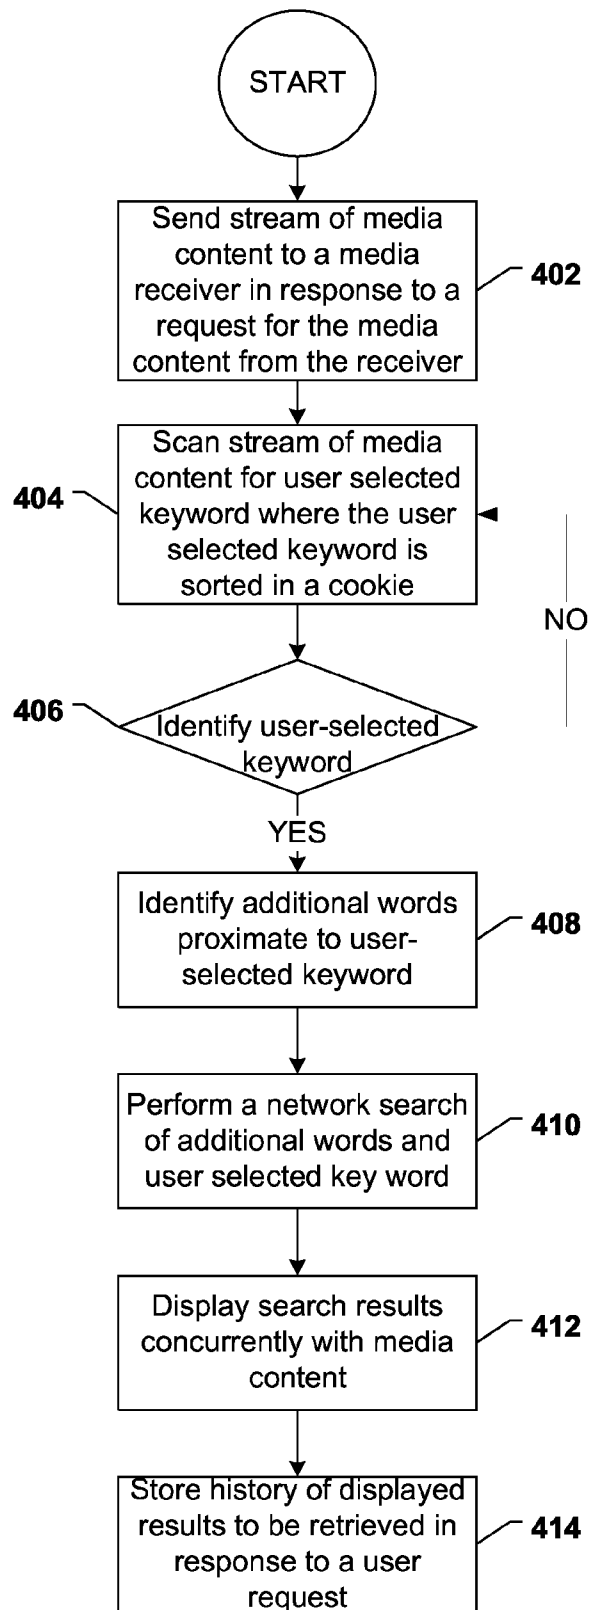 START
Send stream of media
content to a media
receiver in response to a
request for the media
content from the receiver
402
Scan stream of media
content for user selected
keyword where the user
selected keyword is
sorted in a cookie
404
NO
406
Identify user-selected
keyword
YES
Identify additional words
proximate to user-
selected keyword
408
Perform a network search
of additional words and
user selected key word
410
Display search results
concurrently with media
content
412
Store history of displayed
results to be retrieved in
response to a user
request
414